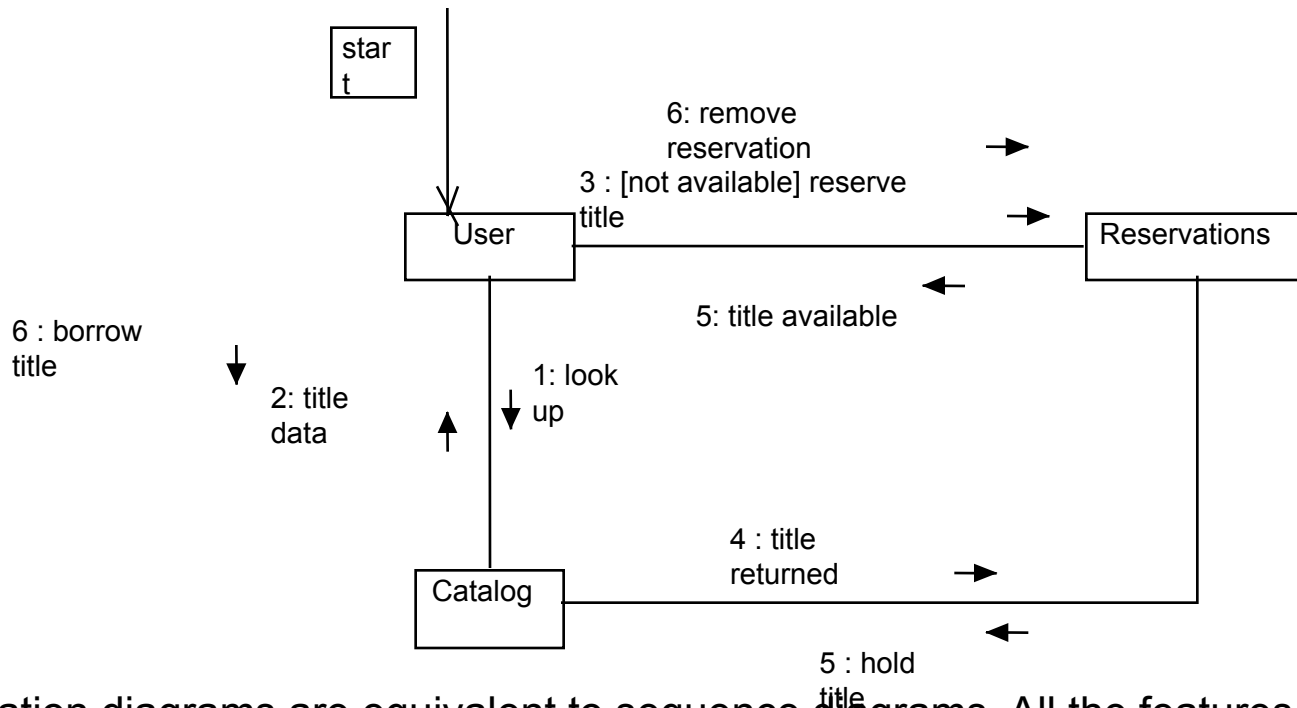 star
t
6: remove
reservation
3 : [not available] reserve
title
User
Reservations
5: title available
6 : borrow
title
1: look
up
2: title
data
4 : title
returned
Catalog
5 : hold
title
ation diagrams are equivalent to sequence diagrams. All the features